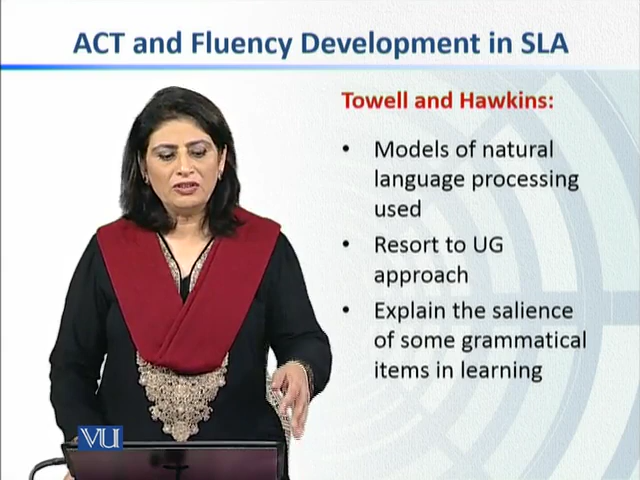 ACT and Fluency Development in SLA
Towell and Hawkins:
• Models of natural
language processing
used
• Resort to UG
approach
• Explain the salience
of some grammatical
items in learning
VU